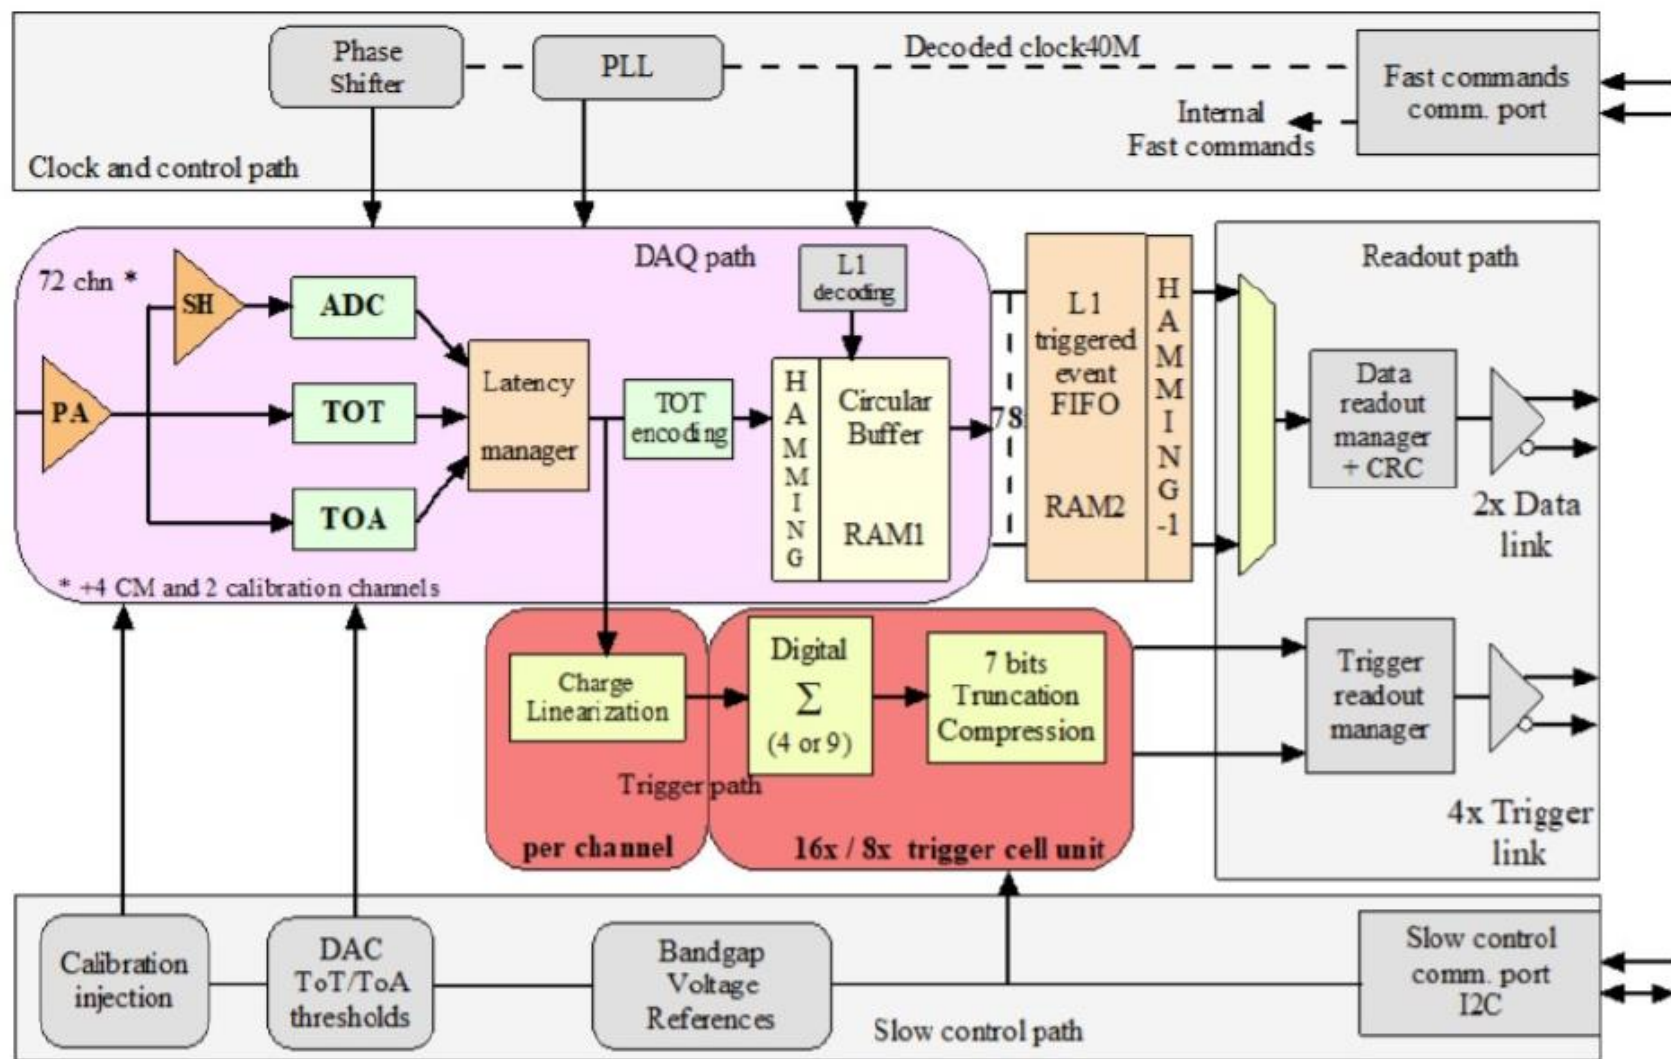 Phase
Shifter
PLL
Decoded clock40M
Fast commands
comm. port
Internal
Fast commands
Clock and control path
72 chn *
DAQ path
PA
SH
ADC
TOT
TOA
Latency
manager
TOT
encoding
L1
decoding
HAMMING
Circular
Buffer
RAM1
* +4 CM and 2 calibration channels
78
L1
triggered
event
FIFO
RAM2
HAMMING
-1
Readout path
Data
readout
manager
+ CRC
2x Data
link
Charge
Linearization
Digital
Σ
(4 or 9)
7 bits
Truncation
Compression
Trigger path
per channel
16x / 8x trigger cell unit
Trigger
readout
manager
4x Trigger
link
Calibration
injection
DAC
ToT/ToA
thresholds
Bandgap
Voltage
References
Slow control path
Slow control
comm. port
I2C